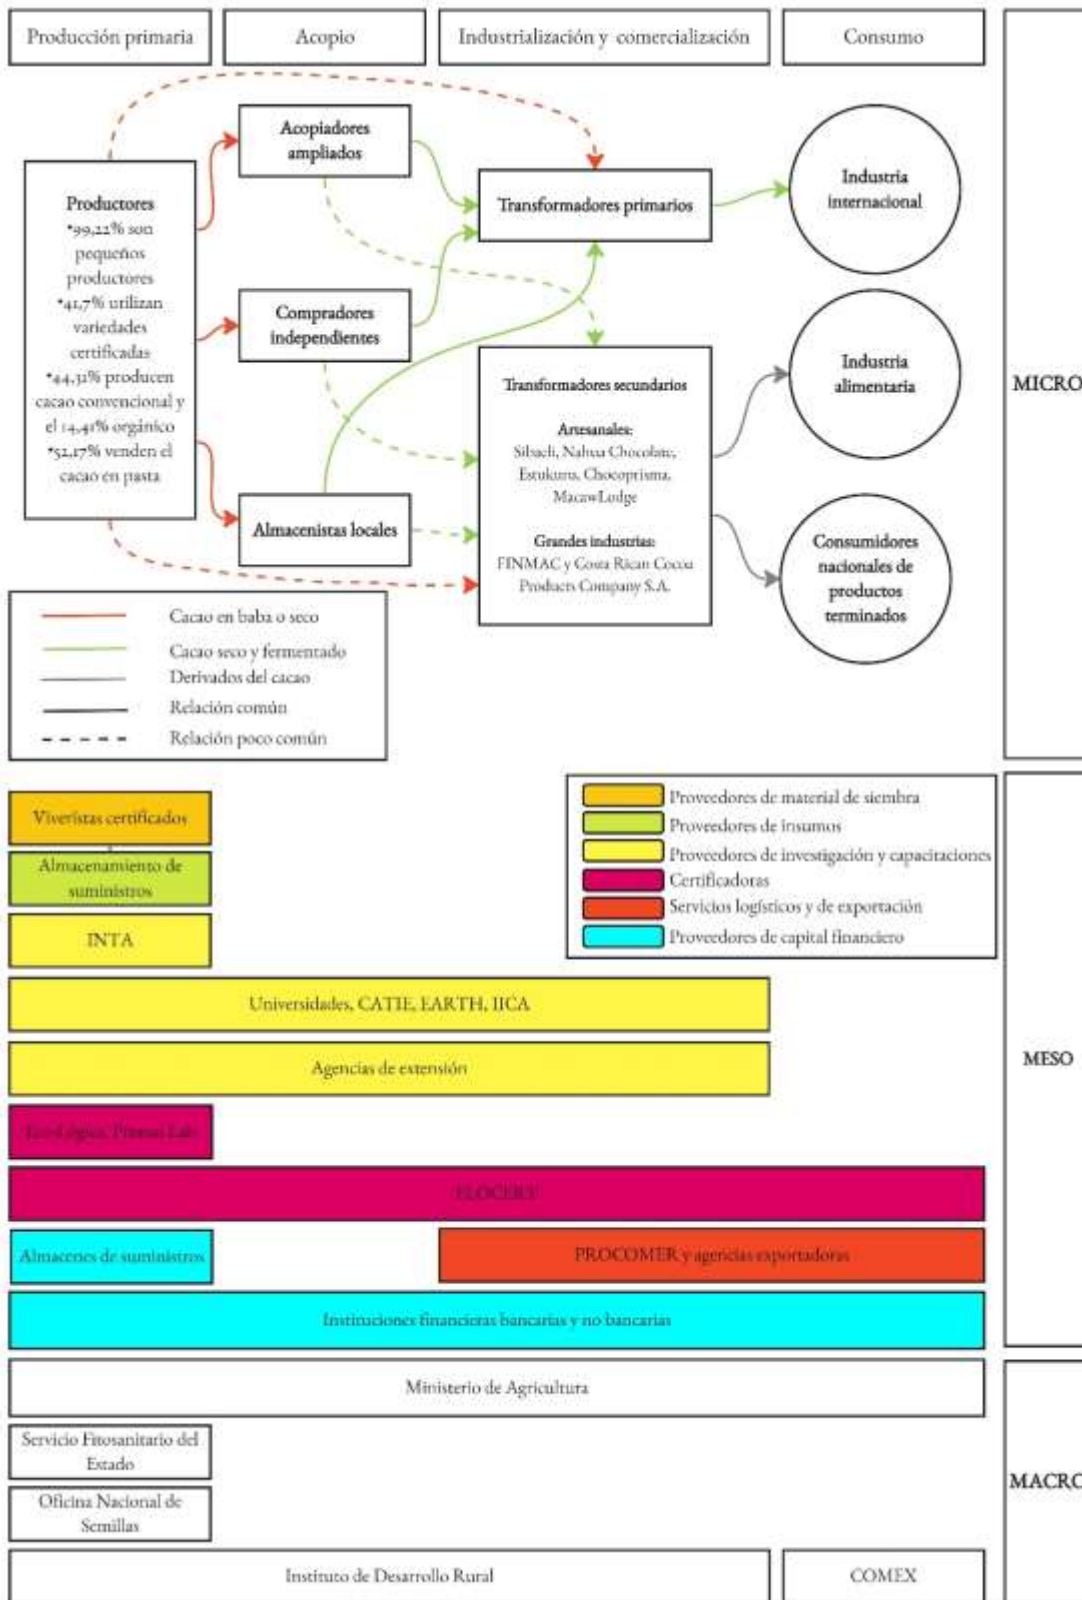 Producción primaria
Acopio
Industrialización y comercialización
Consumo
Productores
*99,22% son
pequeños
productores
*41,7% utilizan
variedades
certificadas
*44,31% producen
cacao convencional y
el 14,41% orgánico
*52,17% venden el
cacao en pasta
Acopiadores
ampliados
Compradores
independientes
Almacenistas locales
Transformadores primarios
Transformadores secundarios
Artesanales:
Sibaeli, Nahua Chocolate,
Estukuru, Chocoprisma,
MacawLodge
Grandes industrias:
FINMAC y Costa Rican Cocoa
Products Company S.A.
Industria
internacional
Industria
alimentaria
Consumidores
nacionales de
productos
terminados
MICRO
Cacao en baba o seco
Cacao seco y fermentado
Derivados del cacao
Relación común
Relación poco común
Viveristas certificados
Almacenamiento de
suministros
INTA
Proveedores de material de siembra
Proveedores de insumos
Proveedores de investigación y capacitaciones
Certificadoras
Servicios logísticos y de exportación
Proveedores de capital financiero
Universidades, CATIE, EARTH, IICA
Agencias de extensión
MESO
FLOCERT
Almacenes de suministros
PROCOMER y agencias exportadoras
Instituciones financieras bancarias y no bancarias
Ministerio de Agricultura
Servicio Fitosanitario del
Estado
Oficina Nacional de
Semillas
MACRO
Instituto de Desarrollo Rural
COMEX